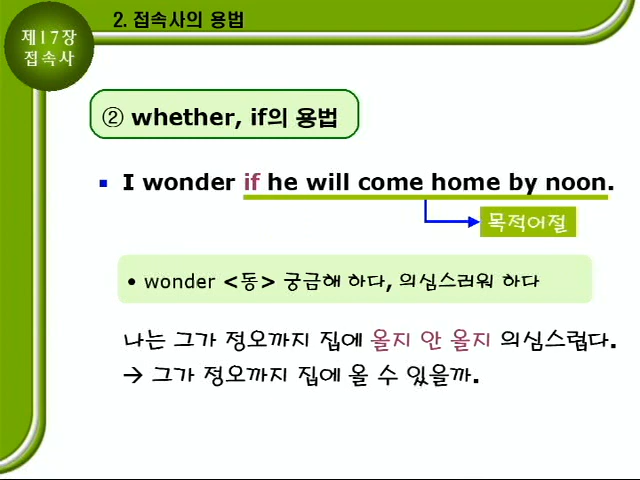 2. 접속사의 용법
제17장
접속사
② whether, if의 용법
▪ I wonder if he will come home by noon.
목적어절
• wonder <동> 궁금해 하다, 의심스러워 하다
나는 그가 정오까지 집에 올지 안 올지 의심스럽다.
→ 그가 정오까지 집에 올 수 있을까.